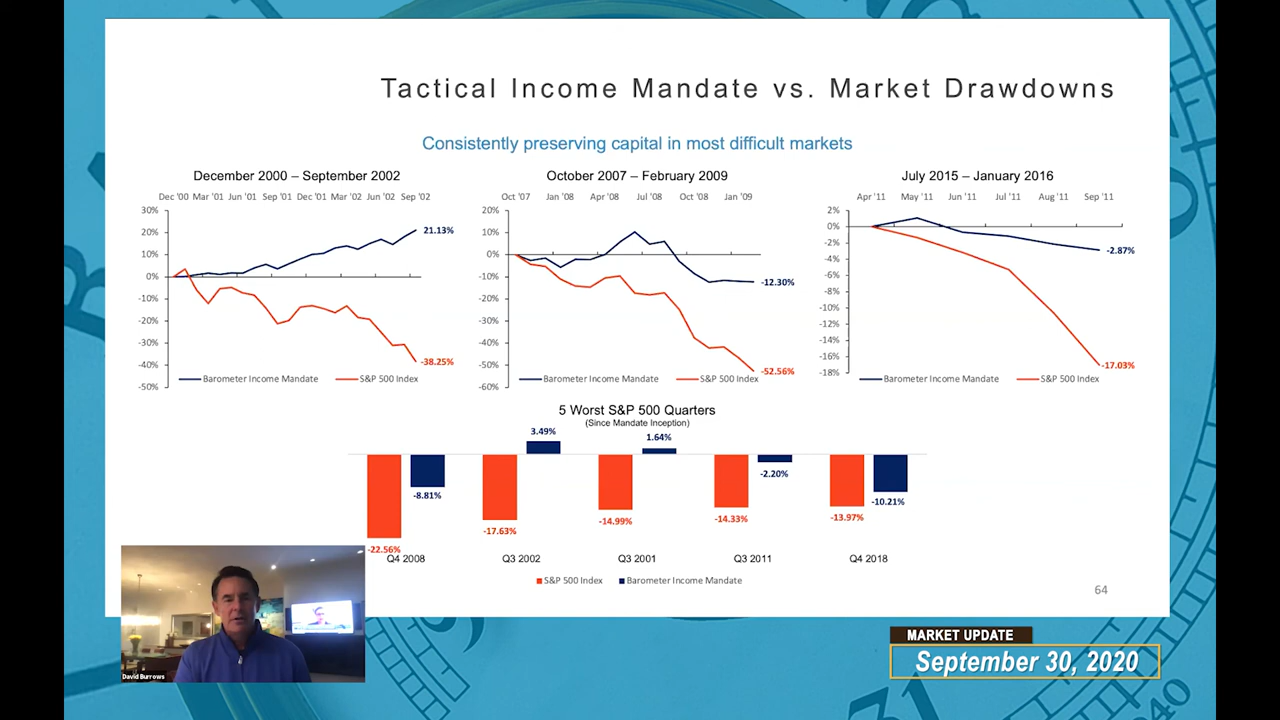 Tactical Income Mandate vs. Market Drawdowns
Consistently preserving capital in most difficult markets
December 2000 – September 2002
Dec '00 Mar '01 Jun '01 Sep '01 Dec '01 Mar '02 Jun '02 Sep '02
30%
20%
10%
0%
-10%
-20%
-30%
-40%
-50%
21.13%
-38.25%
Barometer Income Mandate S&P 500 Index
October 2007 – February 2009
Oct '07 Jan '08 Apr '08 Jul '08 Oct '08 Jan '09
20%
10%
0%
-10%
-20%
-30%
-40%
-50%
-60%
-12.30%
-52.56%
Barometer Income Mandate S&P 500 Index
July 2015 – January 2016
Apr '11 May '11 Jun '11 Jul '11 Aug '11 Sep '11
2%
0%
-2%
-4%
-6%
-8%
-10%
-12%
-14%
-16%
-18%
-2.87%
-17.03%
Barometer Income Mandate S&P 500 Index
5 Worst S&P 500 Quarters
(Since Mandate Inception)
3.49% 1.64%
-8.81% -2.20% -10.21%
-22.56% -17.63% -14.99% -14.33% -13.97%
Q4 2008 Q3 2002 Q3 2001 Q3 2011 Q4 2018
S&P 500 Index Barometer Income Mandate
64
David Burrows
MARKET UPDATE
September 30, 2020
31